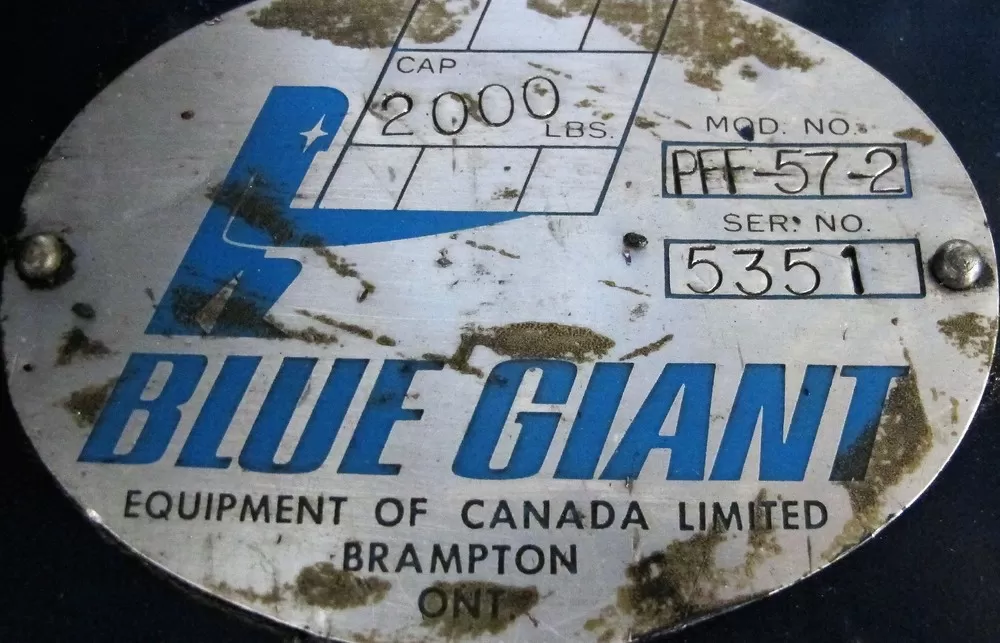 CAP
2000
LBS.
MOD. NO.
PFF-57-2
SER. NO.
5351
BLUE GIANT
EQUIPMENT OF CANADA LIMITED
BRAMPTON
ONT